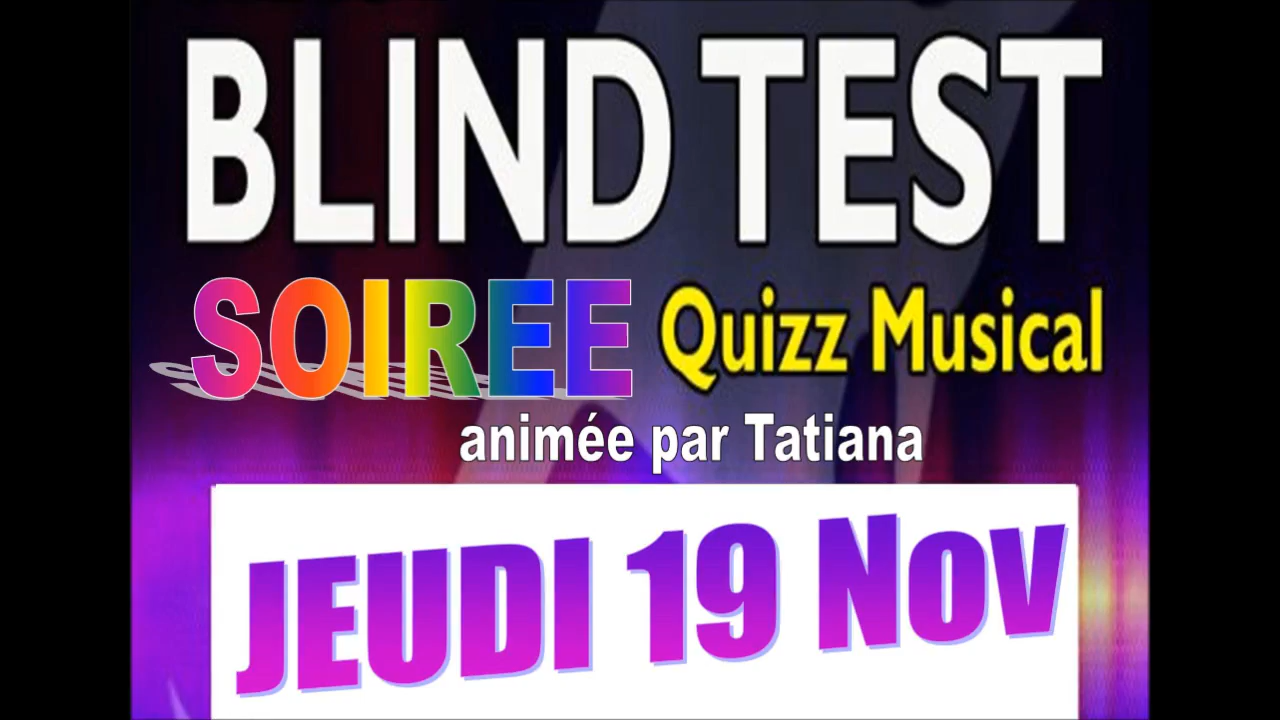 BLIND TEST
SOIREE Quizz Musical
animée par Tatiana
JEUDI 19 Nov